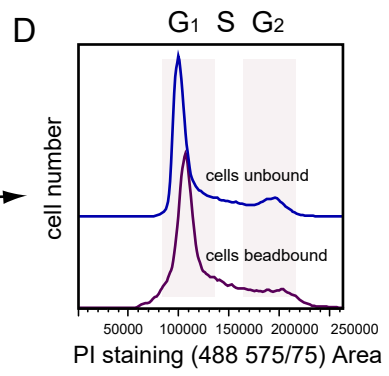 D
G1 S G2
cell number
cells unbound
cells beadbound
50000 100000 150000 200000 250000
PI staining (488 575/75) Area